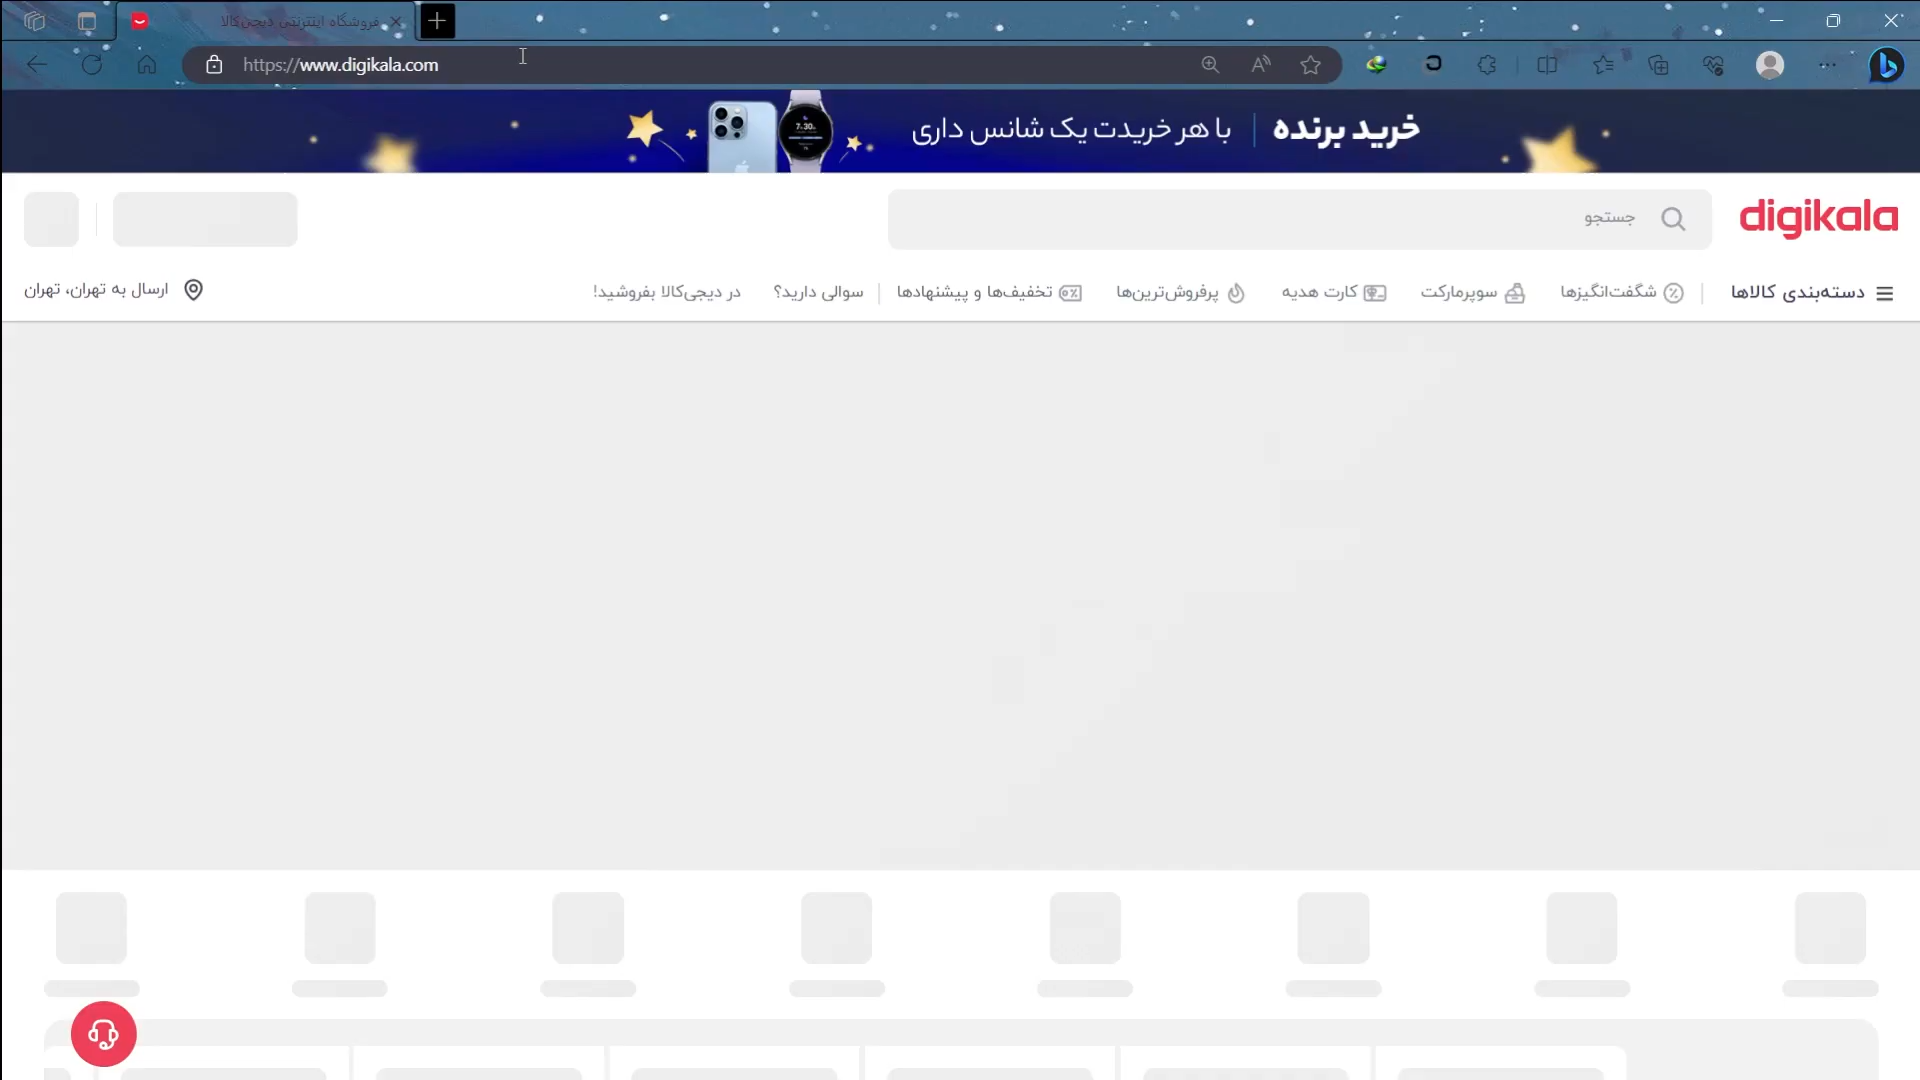 فروشگاه اینترنتی دیجی‌کالا
https://www.digikala.com
خرید برنده | با هر خریدت یک شانس داری
7:30
digikala
جستجو
دسته‌بندی کالاها | شگفت‌انگیزها سوپرمارکت کارت هدیه پرفروش‌ترین‌ها تخفیف‌ها و پیشنهادها | سوالی دارید؟ در دیجی‌کالا بفروشید!
ارسال به تهران، تهران